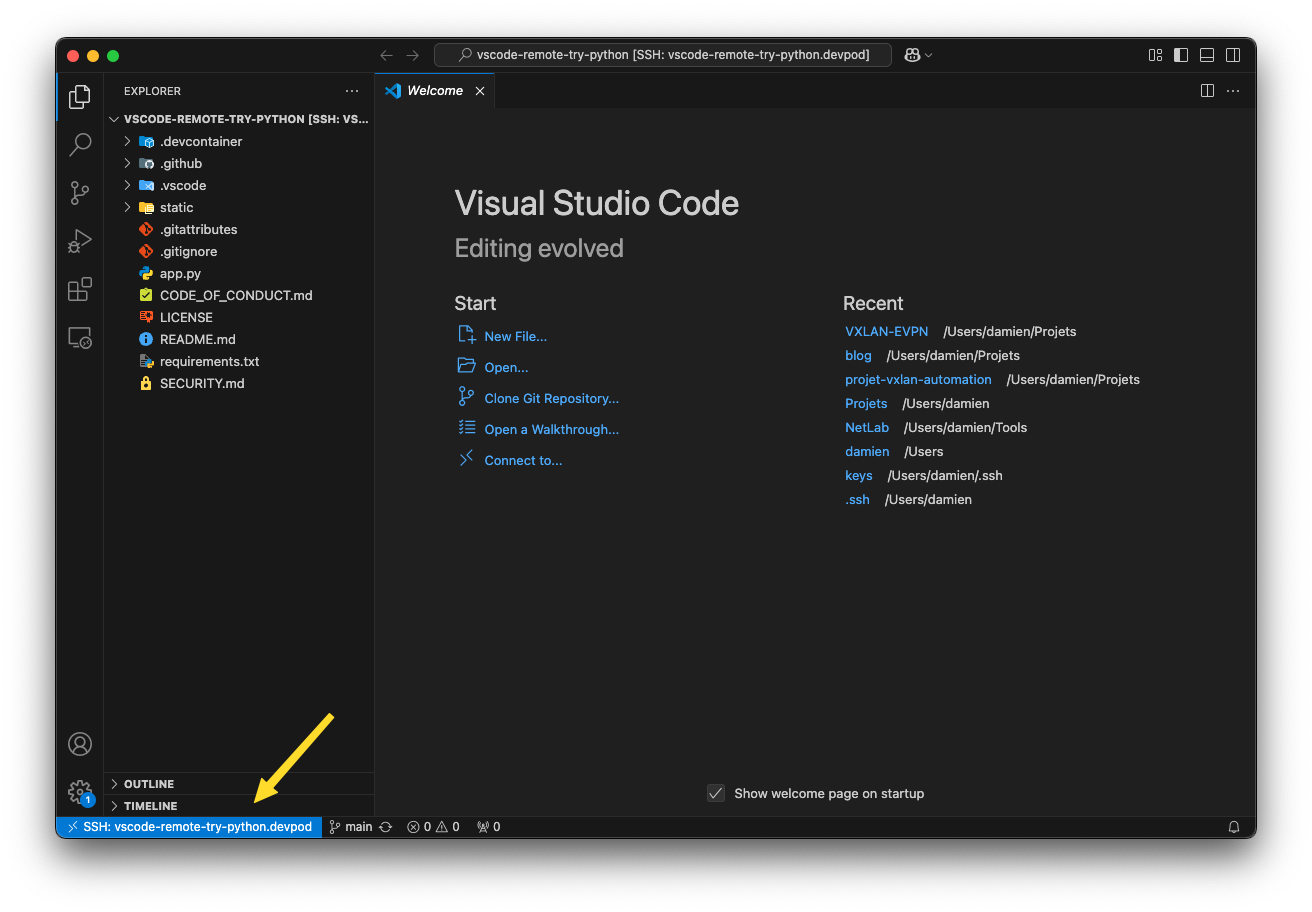 vscode-remote-try-python [SSH: vscode-remote-try-python.devpod]
EXPLORER
Welcome
VSCODE-REMOTE-TRY-PYTHON [SSH: VS...
.devcontainer
.github
.vscode
static
.gitattributes
.gitignore
app.py
CODE_OF_CONDUCT.md
LICENSE
README.md
requirements.txt
SECURITY.md
OUTLINE
TIMELINE
Visual Studio Code
Editing evolved
Start
New File...
Open...
Clone Git Repository...
Open a Walkthrough...
Connect to...
Recent
VXLAN-EVPN /Users/damien/Projets
blog /Users/damien/Projets
projet-vxlan-automation /Users/damien/Projets
Projets /Users/damien
NetLab /Users/damien/Tools
damien /Users
keys /Users/damien/.ssh
.ssh /Users/damien
Show welcome page on startup
1
SSH: vscode-remote-try-python.devpod main 0 0 0